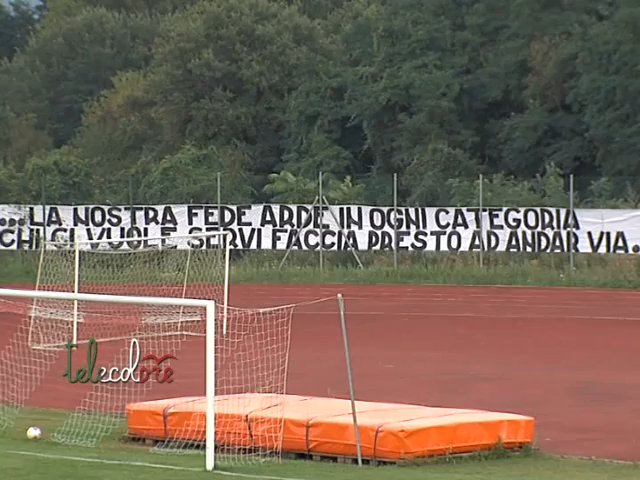 ...LA NOSTRA FEDE ARDE IN OGNI CATEGORIA
CHI CI VUOLE SERVI FACCIA PRESTO AD ANDAR VIA..
telecolore